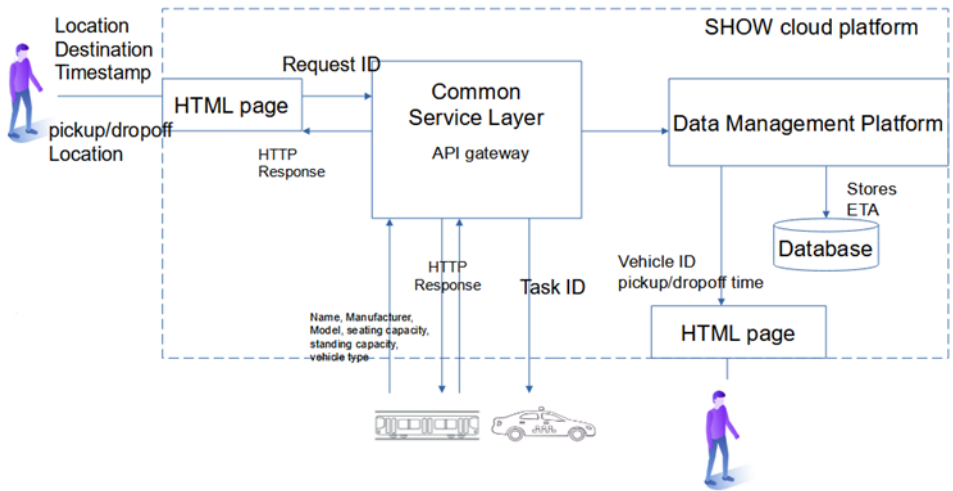 SHOW cloud platform
Location
Destination
Timestamp
Request ID
HTML page
pickup/dropoff
Location
HTTP
Response
Common
Service Layer
API gateway
Data Management Platform
Stores
ETA
Database
Vehicle ID
pickup/dropoff time
HTTP
Response
Task ID
Name, Manufacturer,
Model, seating capacity,
standing capacity,
vehicle type
HTML page